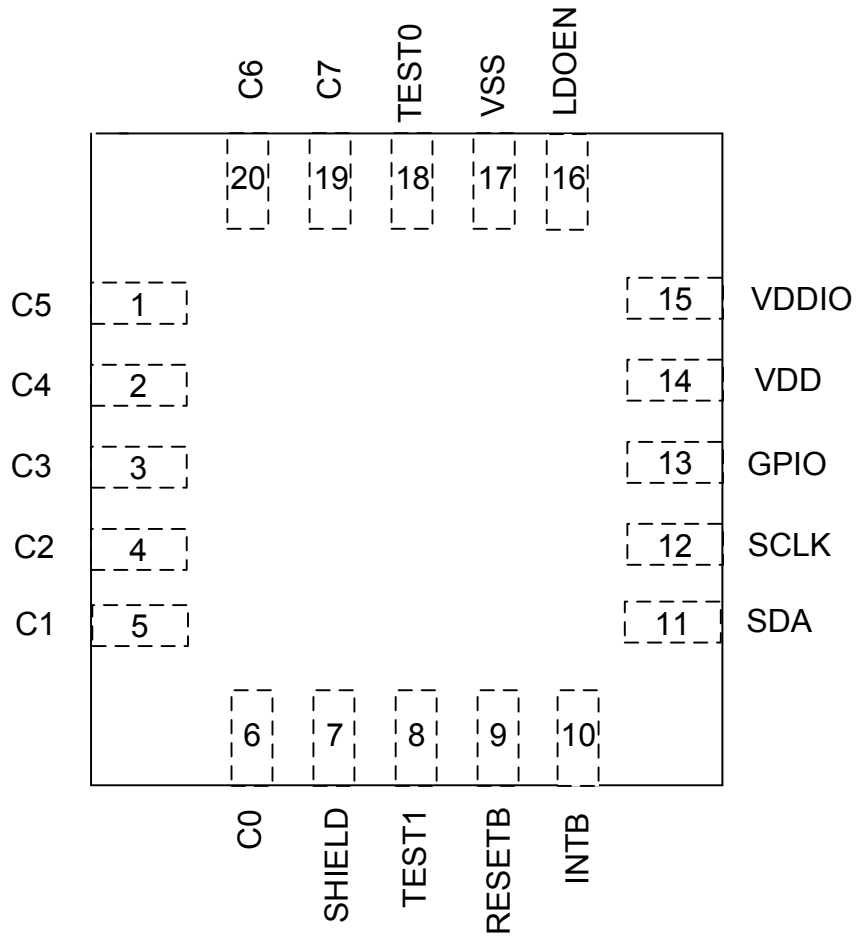 C6 C7 TEST0 VSS LDOEN
20 19 18 17 16
C5 1 15 VDDIO
C4 2 14 VDD
C3 3 13 GPIO
C2 4 12 SCLK
C1 5 11 SDA
6 7 8 9 10
C0 SHIELD TEST1 RESETB INTB